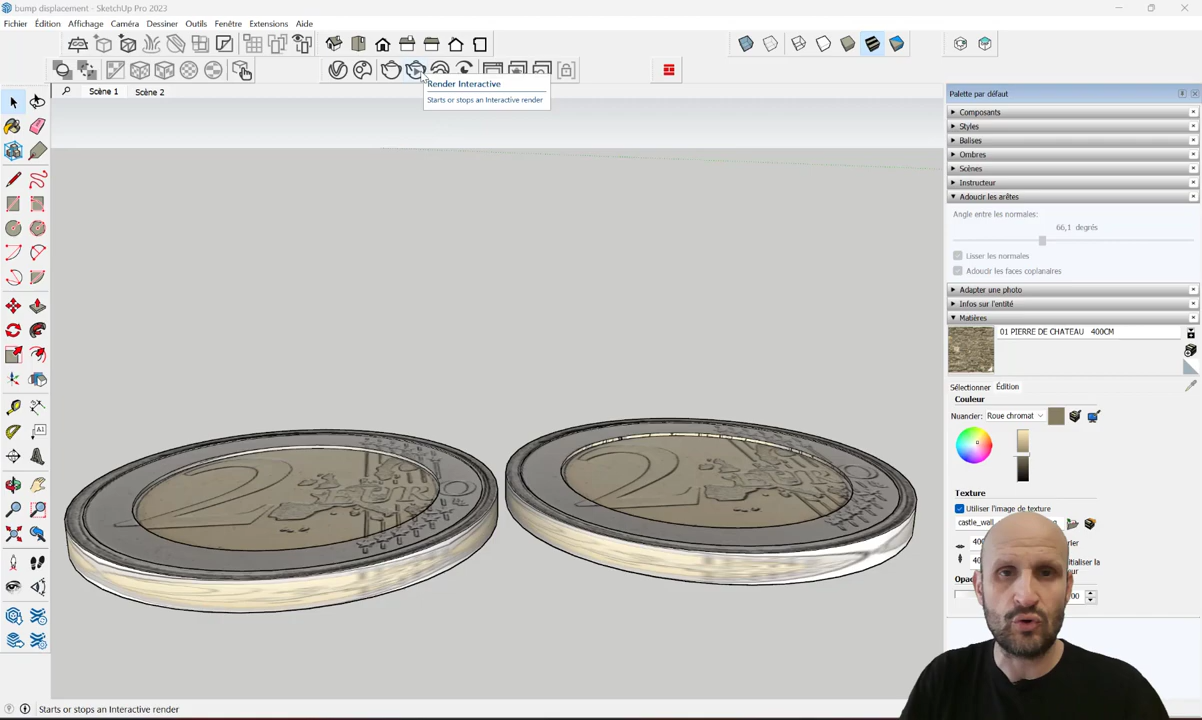 bump displacement - SketchUp Pro 2023
Fichier Édition Affichage Caméra Dessiner Outils Fenêtre Extensions Aide
Scène 1 Scène 2
Render Interactive
Starts or stops an Interactive render
Palette par défaut
Composants
Styles
Balises
Ombres
Scènes
Instructeur
Adoucir les arêtes
Angle entre les normales:
66,1 degrés
Lisser les normales
Adoucir les faces coplanaires
Adapter une photo
Infos sur l'entité
Matières
01 PIERRE DE CHATEAU 400CM
Sélectionner Édition
Couleur
Nuancier: Roue chromat
Texture
Utiliser l'image de texture
castle_wall
2 EURO
2 EURO
Starts or stops an Interactive render